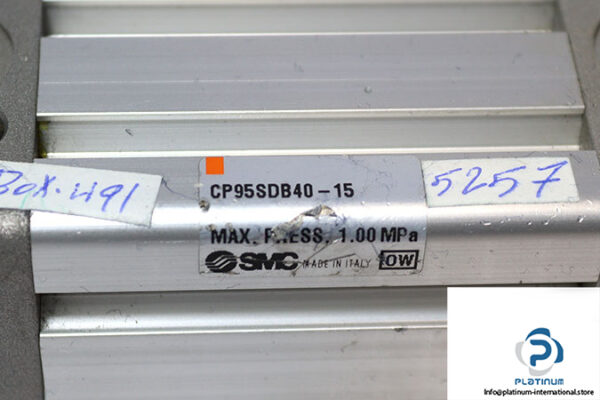 CP95SDB40-15
Box.491
5257
MAX. PRESS. 1.00 MPa
SMC MADE IN ITALY OW
PLATINUM
Info@platinum-international.store